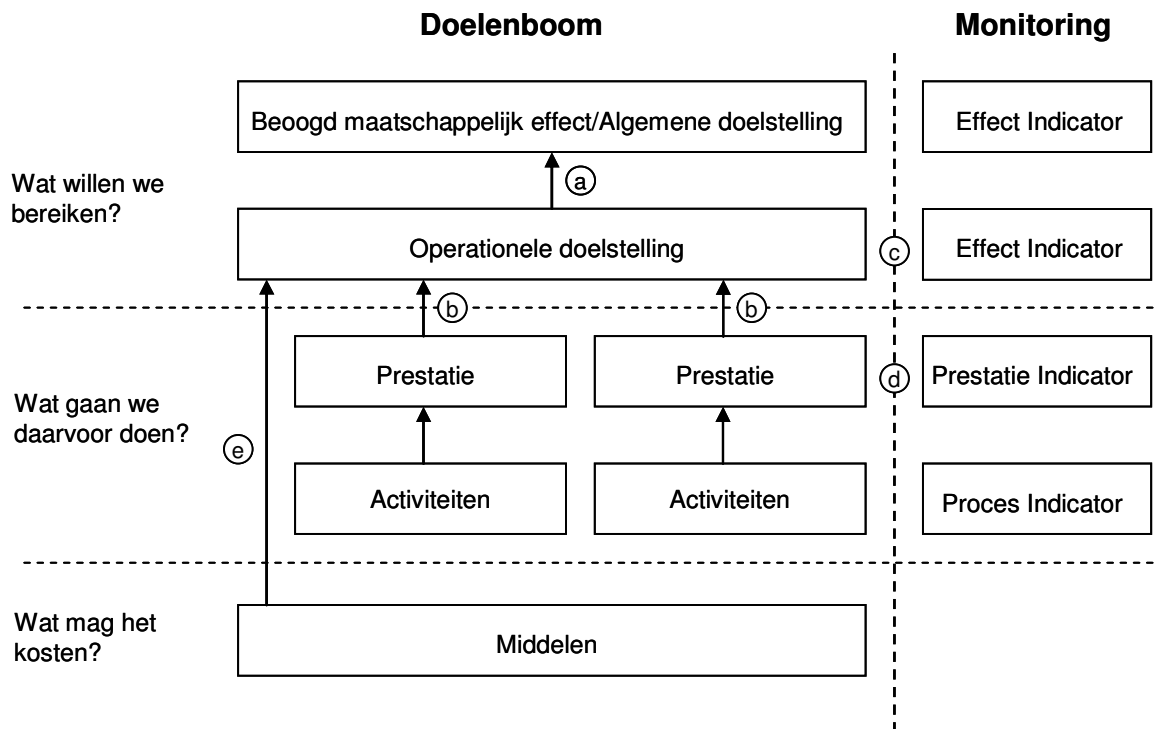 Doelenboom
Monitoring
Beoogd maatschappelijk effect/Algemene doelstelling
Effect Indicator
Wat willen we
bereiken?
a
Operationele doelstelling
c
Effect Indicator
b
b
Prestatie
Prestatie
d
Prestatie Indicator
Wat gaan we
daarvoor doen?
e
Activiteiten
Activiteiten
Proces Indicator
Wat mag het
kosten?
Middelen